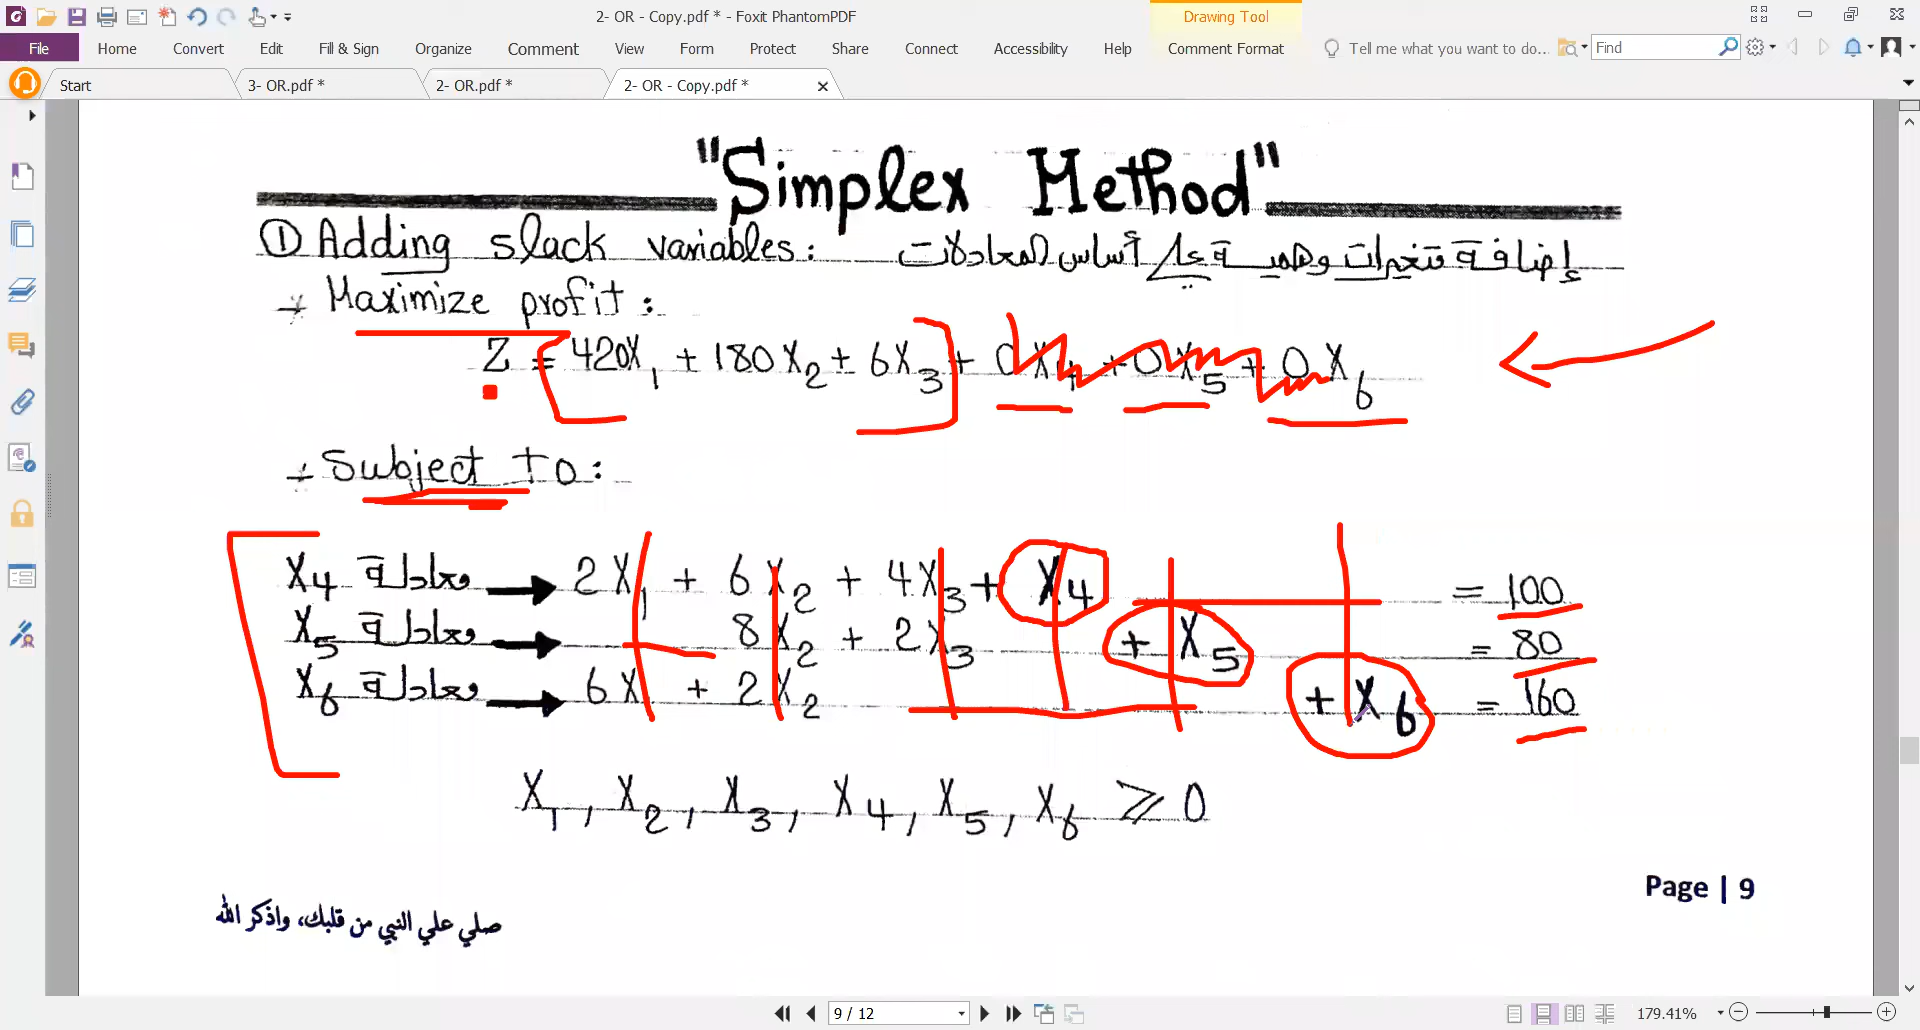 2- OR - Copy.pdf * - Foxit PhantomPDF
Drawing Tool
File Home Convert Edit Fill & Sign Organize Comment View Form Protect Share Connect Accessibility Help Comment Format Tell me what you want to do... Find
Start 3- OR.pdf * 2- OR.pdf * 2- OR - Copy.pdf *
"Simplex Method"
① Adding slack variables: إضافة متغيرات وهمية على أساس المعادلات
Maximize profit:
Z = 420X₁ + 180X₂ + 6X₃ + 0X₄ + 0X₅ + 0X₆
Subject to:
X₄ معادلة → 2X₁ + 6X₂ + 4X₃ + X₄ = 100
X₅ معادلة → 8X₂ + 2X₃ + X₅ = 80
X₆ معادلة → 6X₁ + 2X₂ + X₆ = 160
X₁, X₂, X₃, X₄, X₅, X₆ ⩾ 0
Page | 9
صلي علي النبي من قلبك، واذكر الله
9 / 12 179.41%